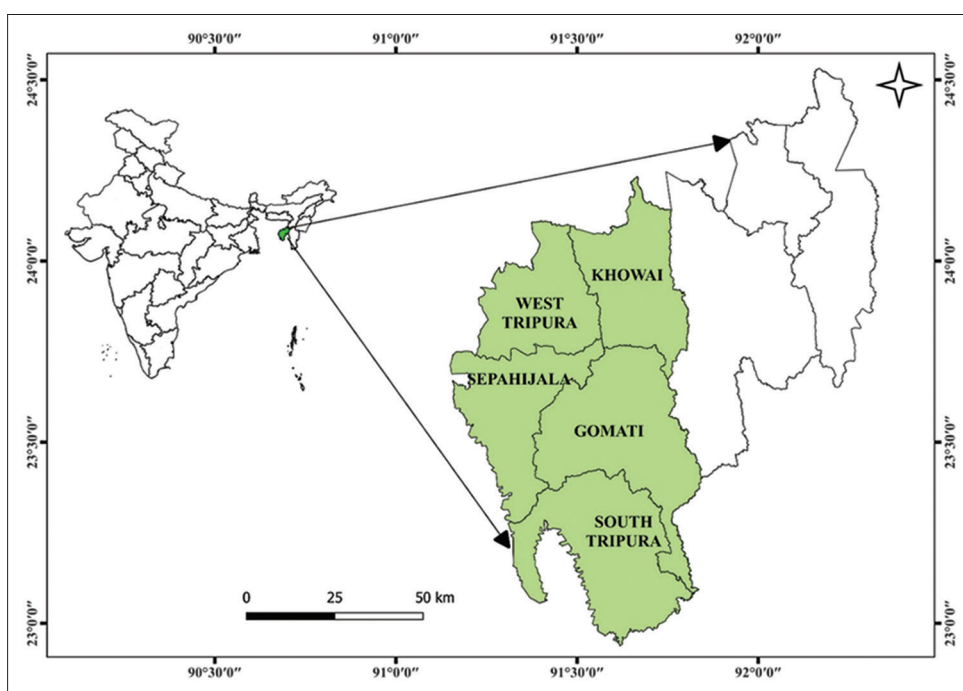 90°30'0"
91°0'0"
91°30'0"
92°0'0"
24°30'0"
24°30'0"
24°0'0"
24°0'0"
KHOWAI
WEST
TRIPURA
SEPAHIJALA
GOMATI
23°30'0"
23°30'0"
SOUTH
TRIPURA
0 25 50 km
23°0'0"
23°0'0"
90°30'0"
91°0'0"
91°30'0"
92°0'0"